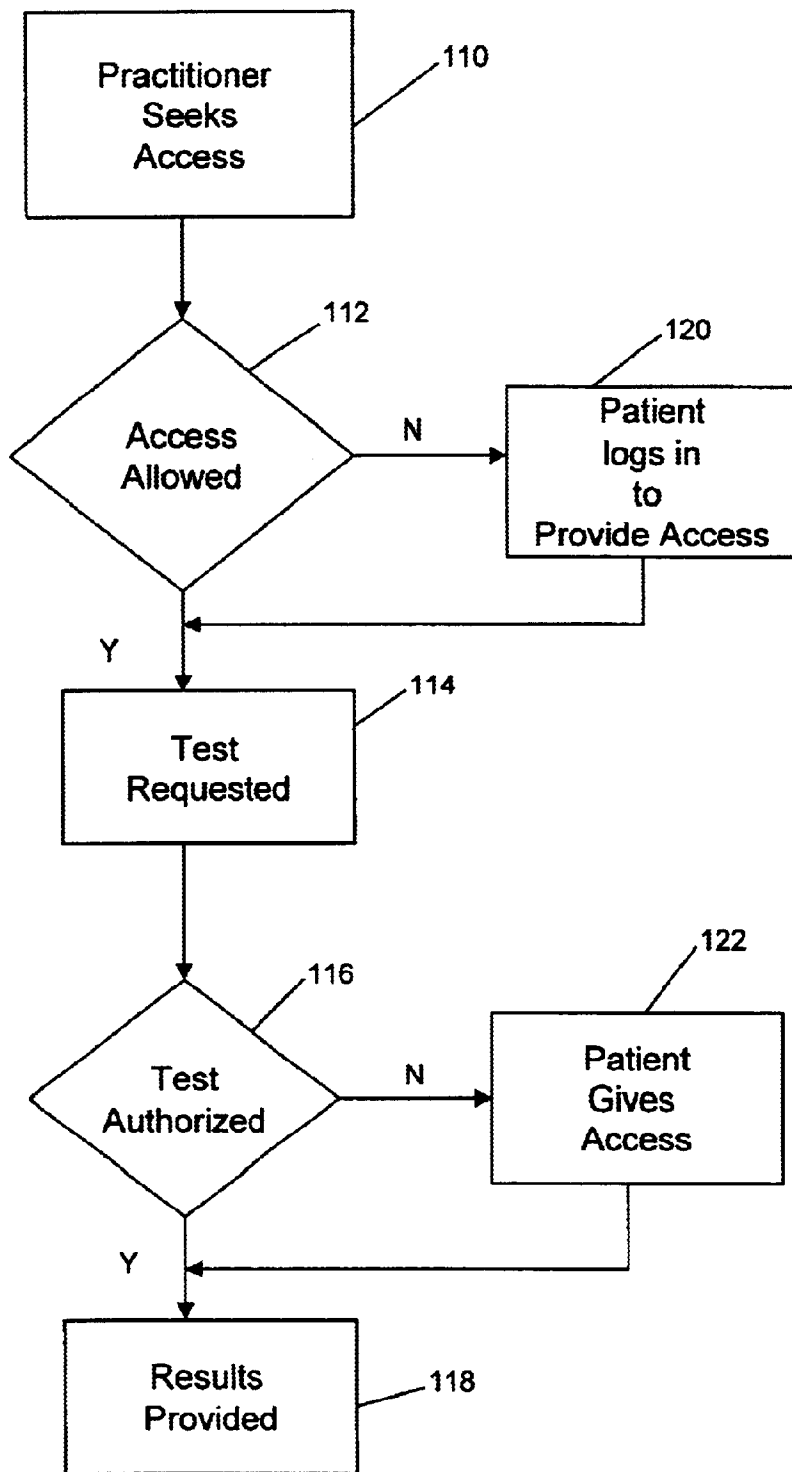 Practitioner
Seeks
Access
110
112
Access
Allowed
N
120
Patient
logs in
to
Provide Access
Y
114
Test
Requested
116
Test
Authorized
N
122
Patient
Gives
Access
Y
Results
Provided
118